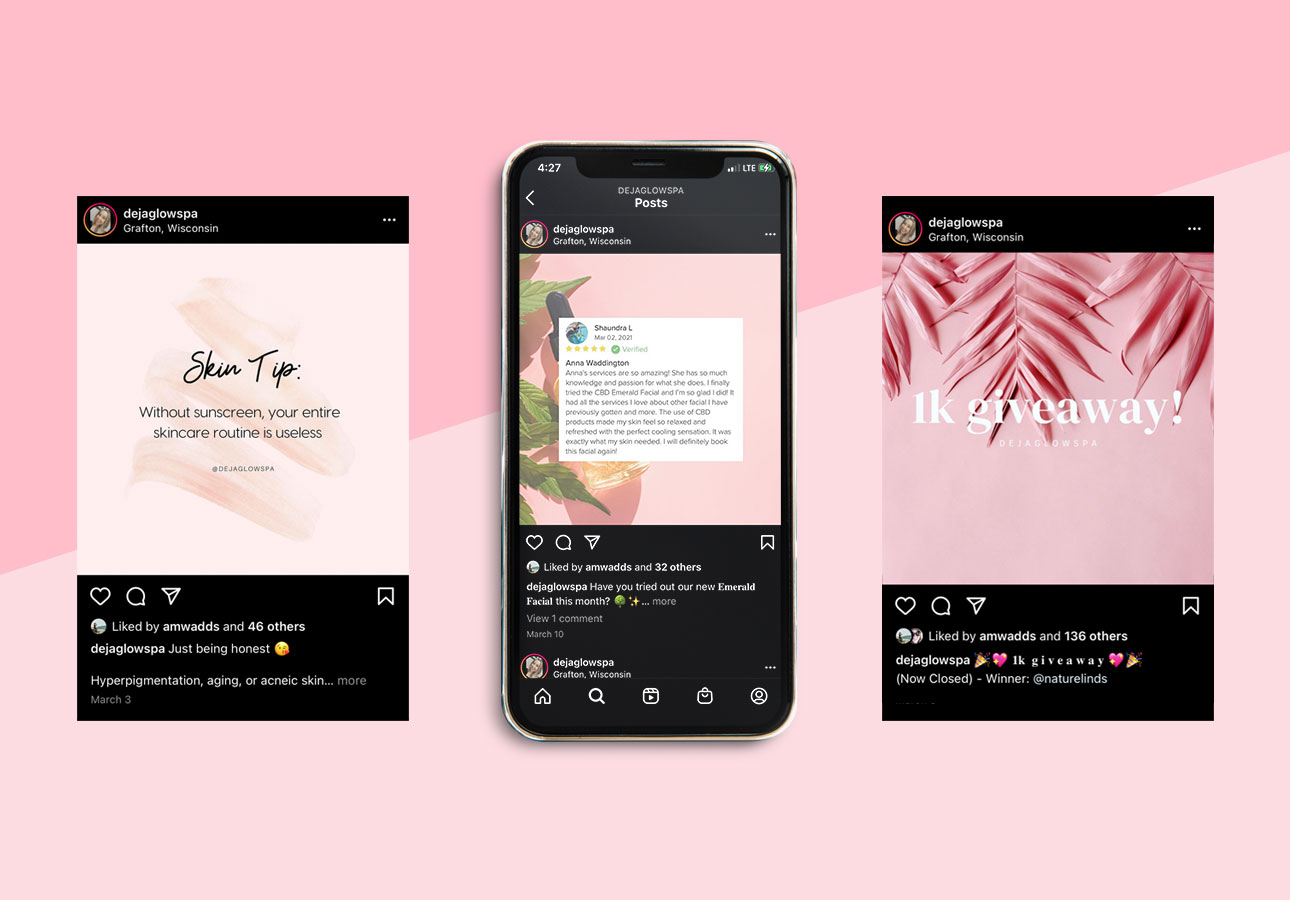 dejaglowspa
Grafton, Wisconsin
Skin Tip:
Without sunscreen, your entire
skincare routine is useless
@DEJAGLOWSPA
Liked by amwadds and 46 others
dejaglowspa Just being honest 😘
Hyperpigmentation, aging, or acneic skin... more
March 3
4:27
LTE
DEJAGLOWSPA
Posts
dejaglowspa
Grafton, Wisconsin
Shaundra L
Mar 02, 2021
Verified
Anna Waddington
Anna's services are so amazing! She has so much
knowledge and passion for what she does. I finally
tried the CBD Emerald Facial and I'm so glad I did! It
had all the services I love about other facial I have
previously gotten and more. The use of CBD
products made my skin feel so relaxed and
refreshed with the perfect cooling sensation. It was
exactly what my skin needed. I will definitely book
this facial again!
Liked by amwadds and 32 others
dejaglowspa Have you tried out our new Emerald
Facial this month? 🌳✨... more
View 1 comment
March 10
dejaglowspa
Grafton, Wisconsin
dejaglowspa
Grafton, Wisconsin
1k giveaway!
DEJAGLOWSPA
Liked by amwadds and 136 others
dejaglowspa 🎉💖 1k giveaway 💖🎉
(Now Closed) - Winner: @naturelinds